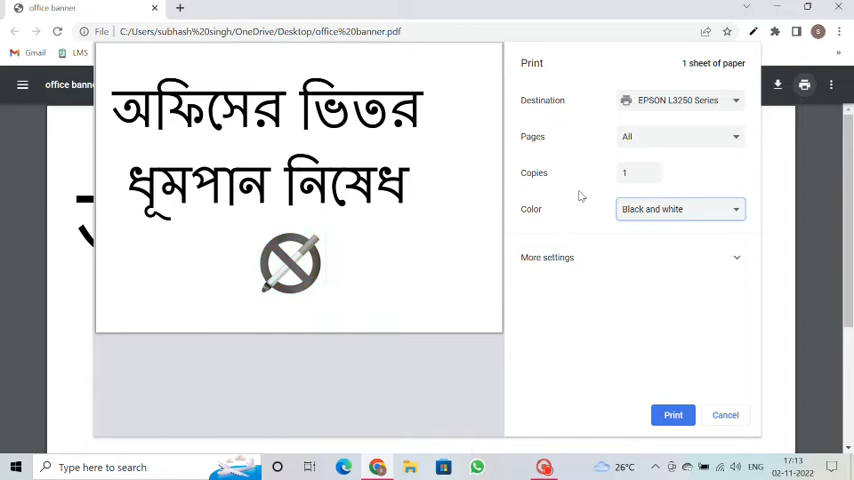 office banner
File C:/Users/subhash%20singh/OneDrive/Desktop/office%20banner.pdf
S
Gmail LMS »
office bann
অফিসের ভিতর
ধূমপান নিষেধ
Print 1 sheet of paper
Destination EPSON L3250 Series
Pages All
Copies 1
Color Black and white
More settings
Print Cancel
Type here to search
26°C ENG 17:13
02-11-2022